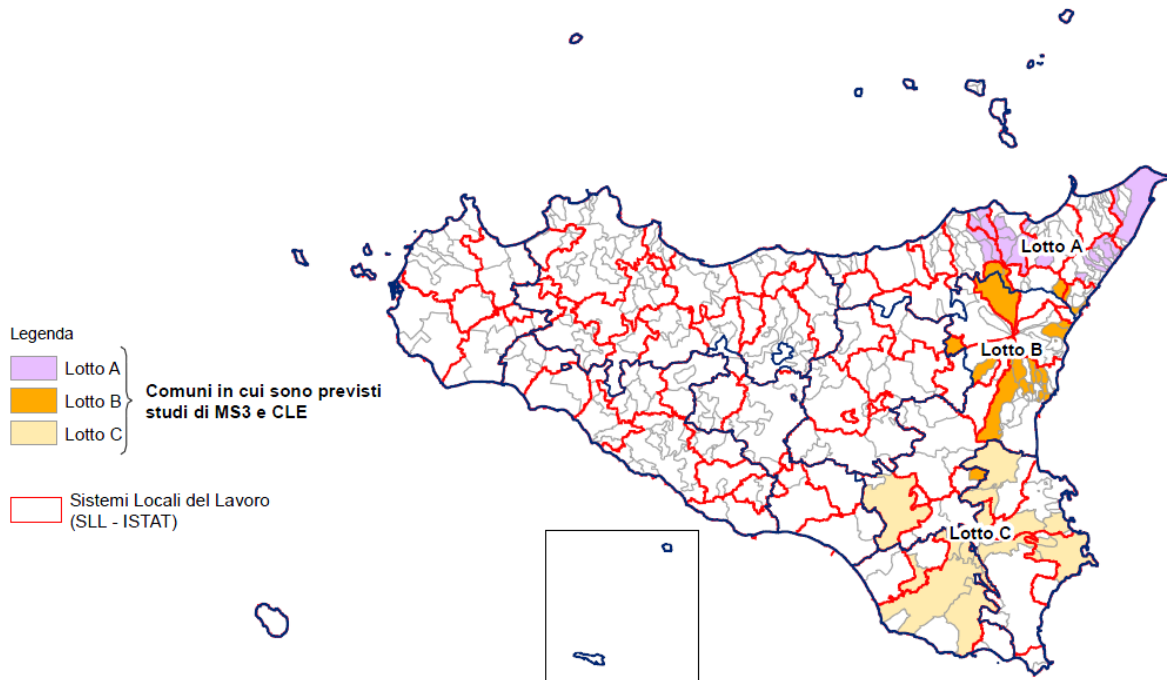 Lotto A
Lotto B
Lotto C
Legenda
Lotto A
Lotto B
Lotto C
Comuni in cui sono previsti
studi di MS3 e CLE
Sistemi Locali del Lavoro
(SLL - ISTAT)